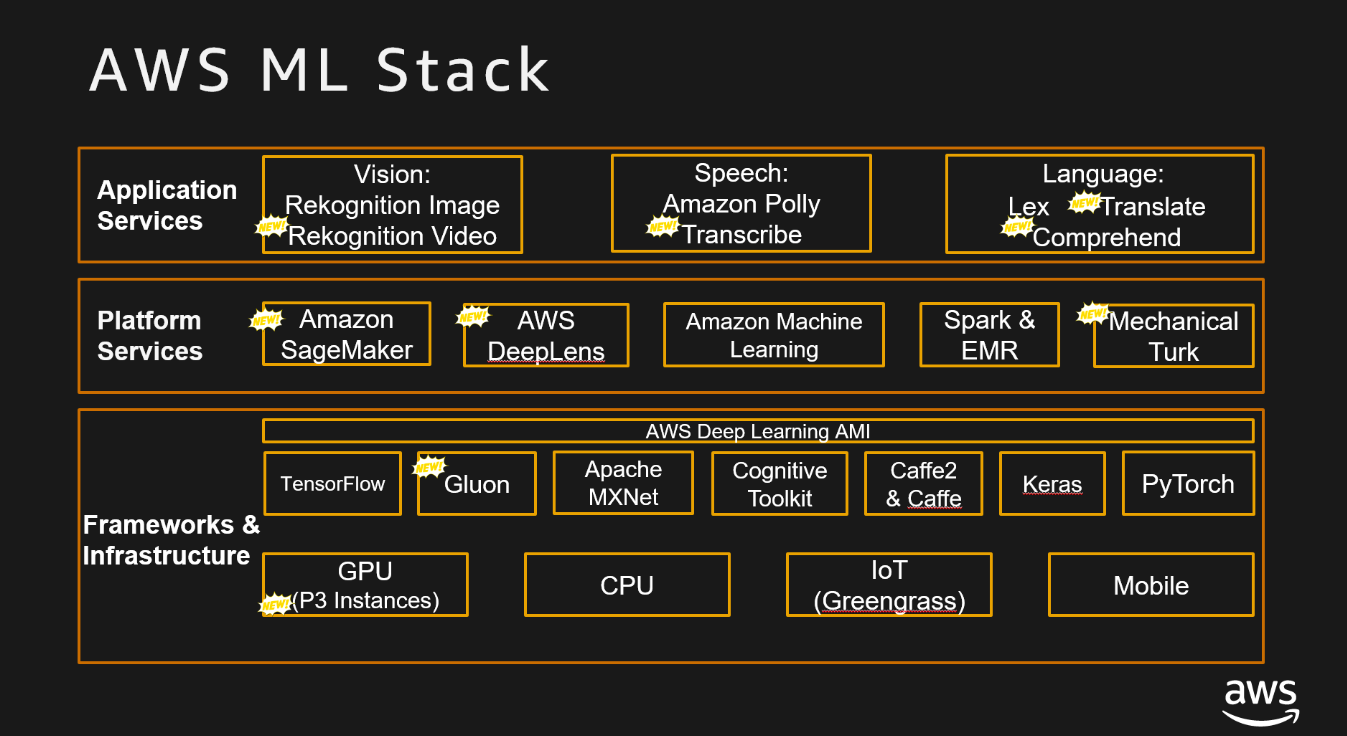 AWS ML Stack
Application
Services
Vision:
Rekognition Image
NEW! Rekognition Video
Speech:
Amazon Polly
NEW! Transcribe
Language:
Lex NEW! Translate
NEW! Comprehend
Platform
Services
NEW! Amazon
SageMaker
NEW! AWS
DeepLens
Amazon Machine
Learning
Spark &
EMR
NEW! Mechanical
Turk
Frameworks &
Infrastructure
AWS Deep Learning AMI
TensorFlow
NEW! Gluon
Apache
MXNet
Cognitive
Toolkit
Caffe2
& Caffe
Keras
PyTorch
GPU
NEW! (P3 Instances)
CPU
IoT
(Greengrass)
Mobile
aws